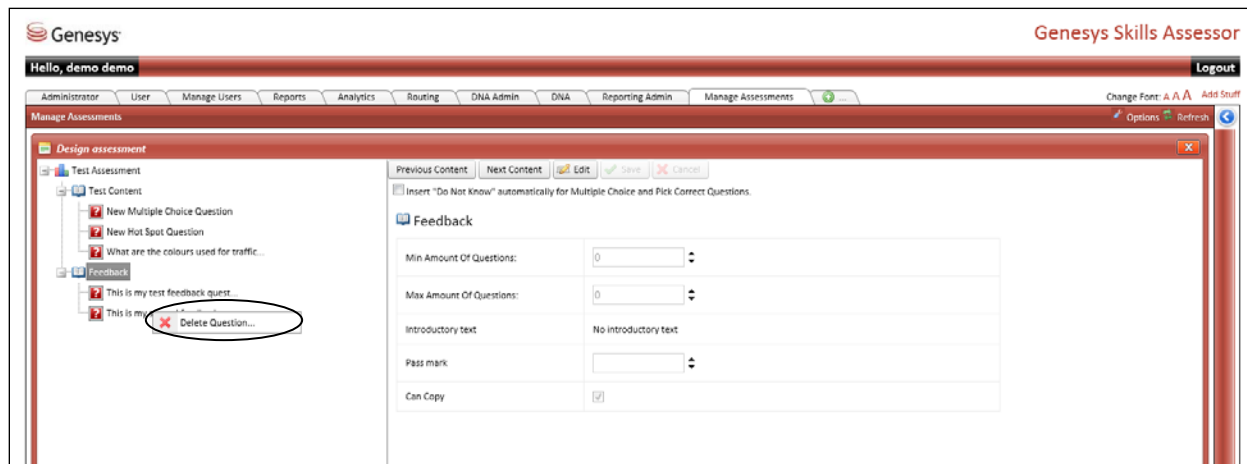 Genesys
Genesys Skills Assessor
Hello, demo demo
Logout
Administrator User Manage Users Reports Analytics Routing DNA Admin DNA Reporting Admin Manage Assessments ...
Change Font: A A A Add Stuff
Manage Assessments
Options Refresh
Design assessment
X
Test Assessment
Test Content
New Multiple Choice Question
New Hot Spot Question
What are the colours used for traffic...
Feedback
This is my test feedback quest...
This is my
Delete Question...
Previous Content Next Content Edit Save Cancel
Insert "Do Not Know" automatically for Multiple Choice and Pick Correct Questions.
Feedback
Min Amount Of Questions: 0
Max Amount Of Questions: 0
Introductory text No introductory text
Pass mark
Can Copy